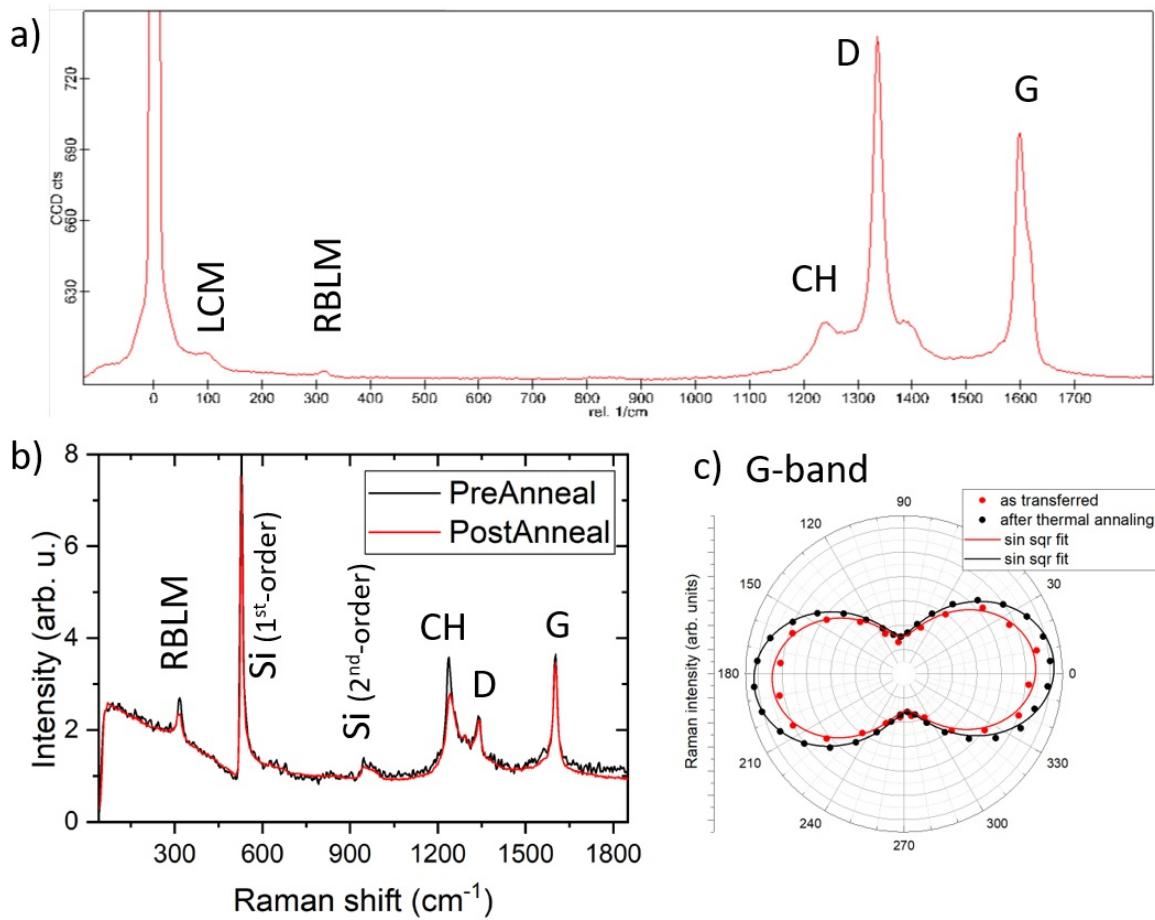 a)
720
690
660
630
CCD cts
LCM
RBLM
CH
D
G
0 100 200 300 400 500 600 700 800 900 1000 1100 1200 1300 1400 1500 1600 1700
rel. 1/cm
b)
8
6
4
2
0
Intensity (arb. u.)
PreAnneal
PostAnneal
RBLM
Si (1st-order)
Si (2nd-order)
CH
D
G
300 600 900 1200 1500 1800
Raman shift (cm-1)
c) G-band
as transferred
after thermal annaling
sin sqr fit
sin sqr fit
Raman intensity (arb. units)
90
120
150
30
180
0
210
330
240
300
270